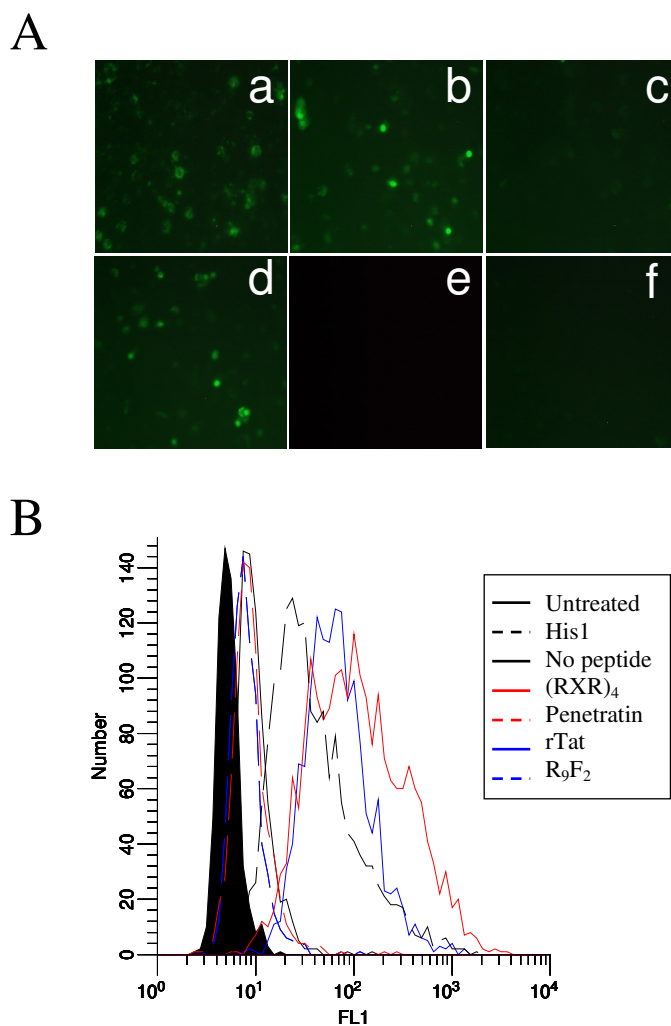 A
a b c
d e f
B
140
120
100
80
60
40
20
0
Number
10⁰ 10¹ 10² 10³ 10⁴
FL1
Untreated
His1
No peptide
(RXR)₄
Penetratin
rTat
R₉F₂